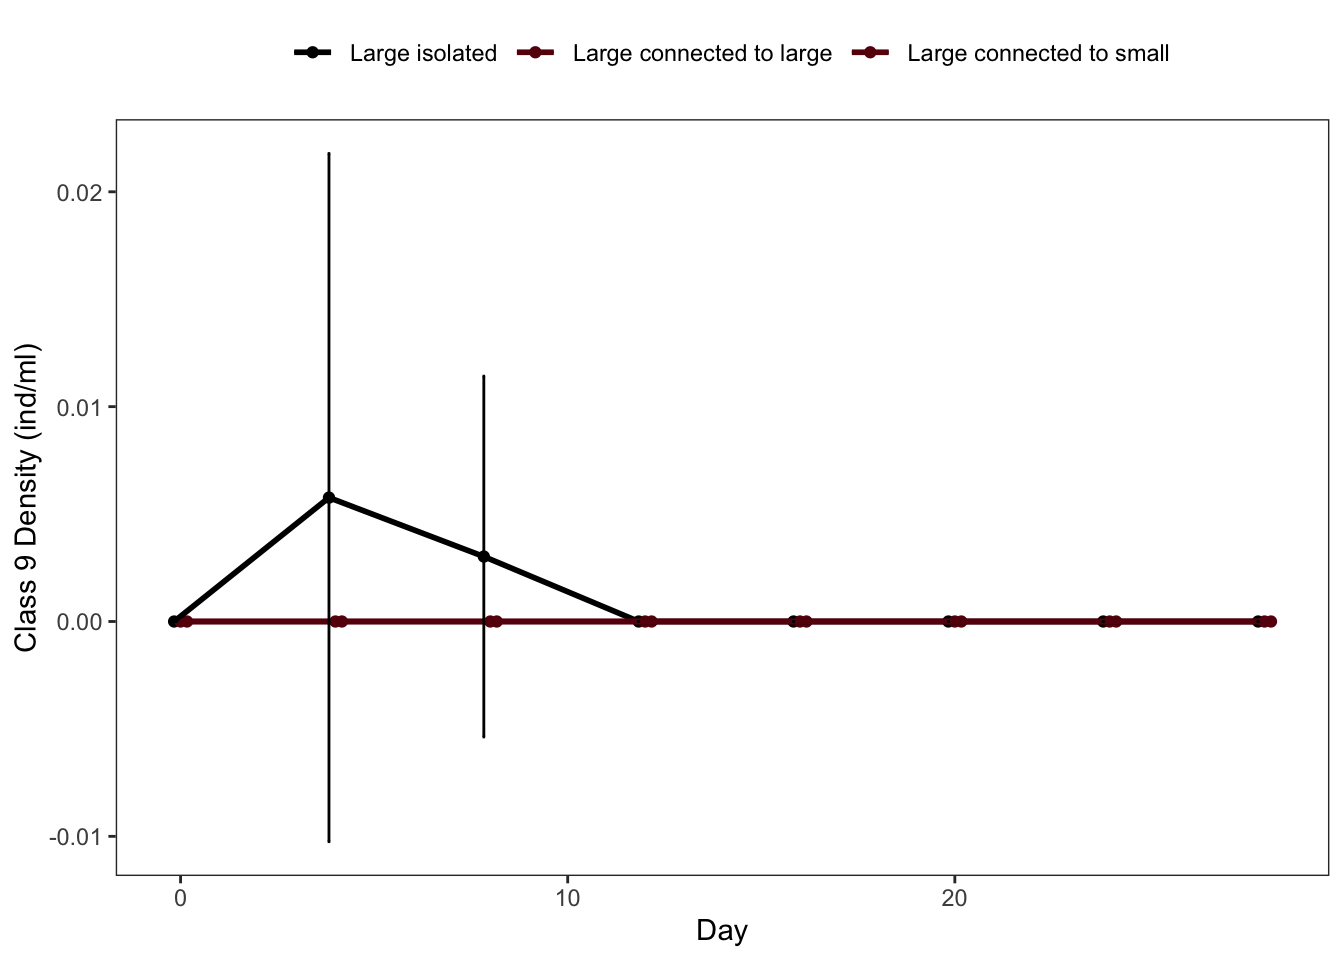 Large isolated Large connected to large Large connected to small
0.02
0.01
0.00
-0.01
Class 9 Density (ind/ml)
0 10 20
Day